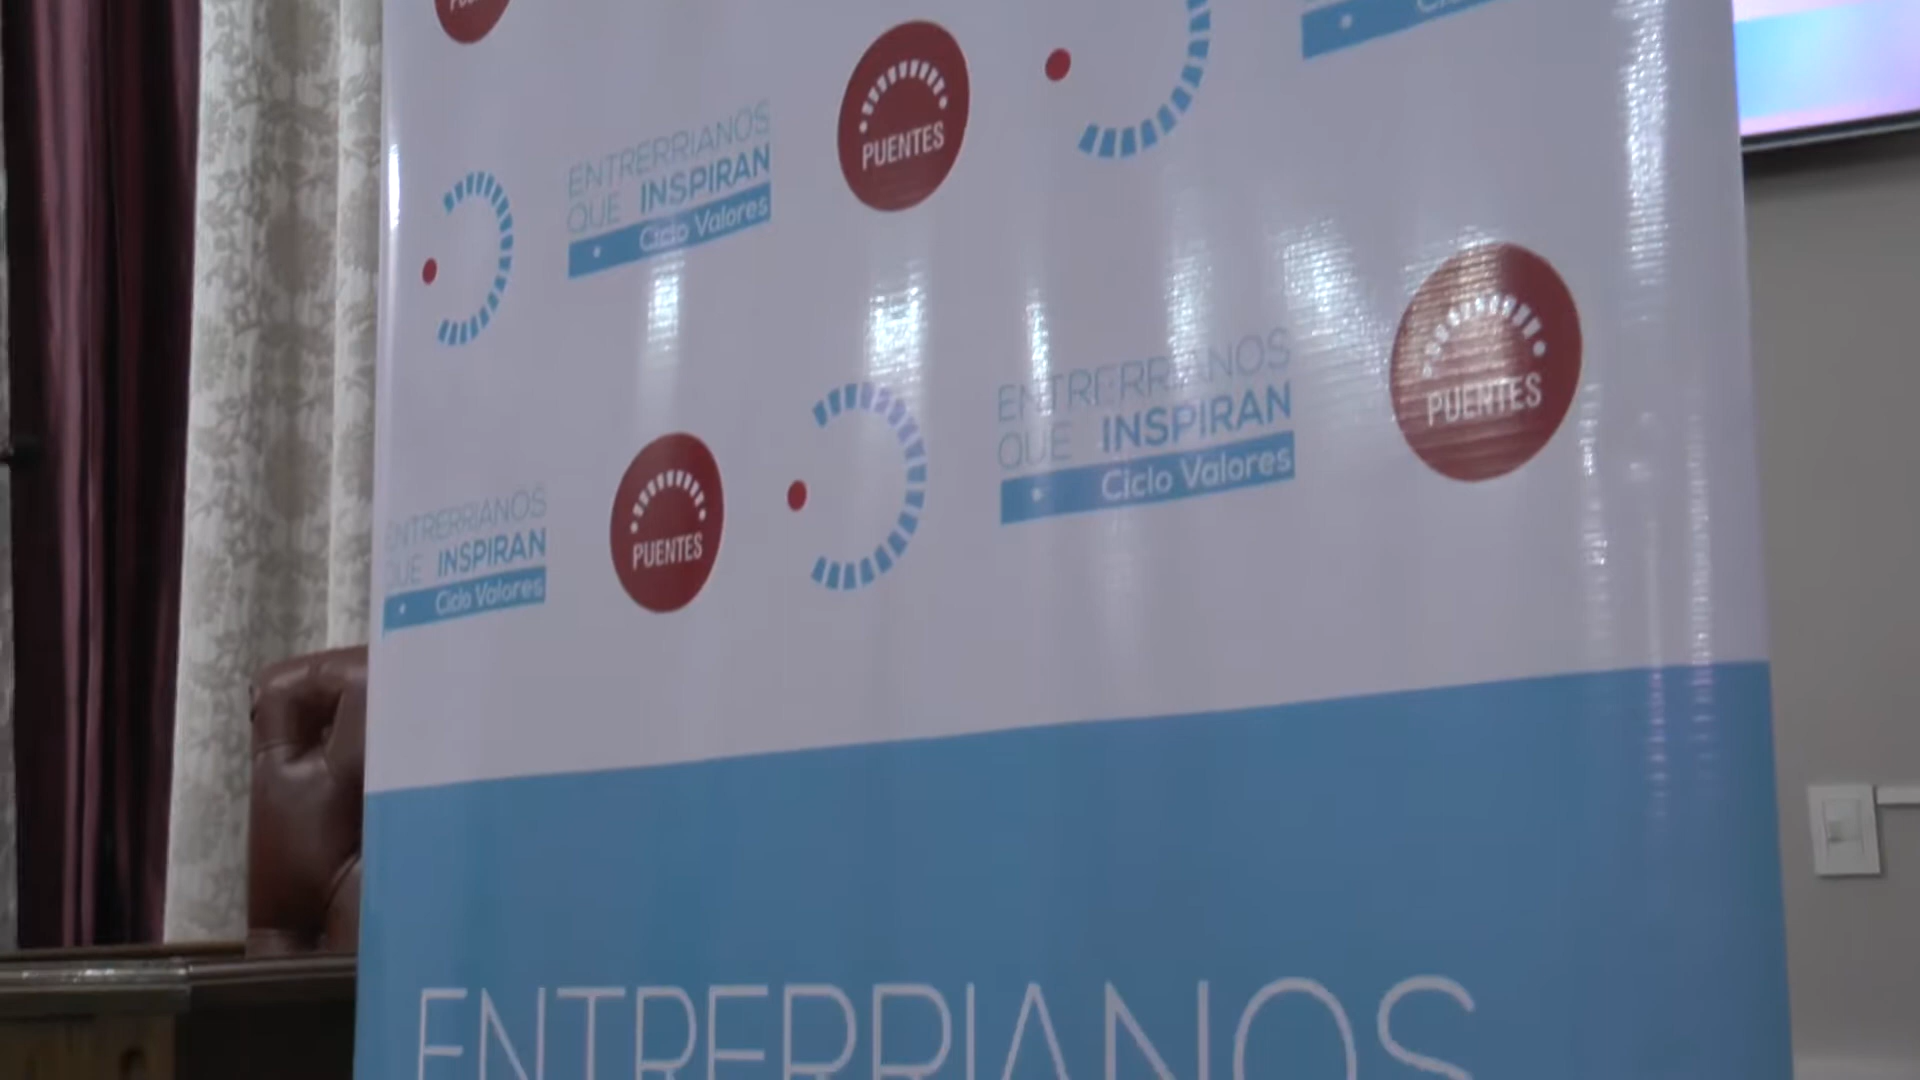 ENTRERRIANOS
QUE INSPIRAN
Ciclo Valores
PUENTES
ENTRERRIANOS
QUE INSPIRAN
Ciclo Valores
PUENTES
ENTRERRIANOS
QUE INSPIRAN
Ciclo Valores
PUENTES
ENTRERRIANOS